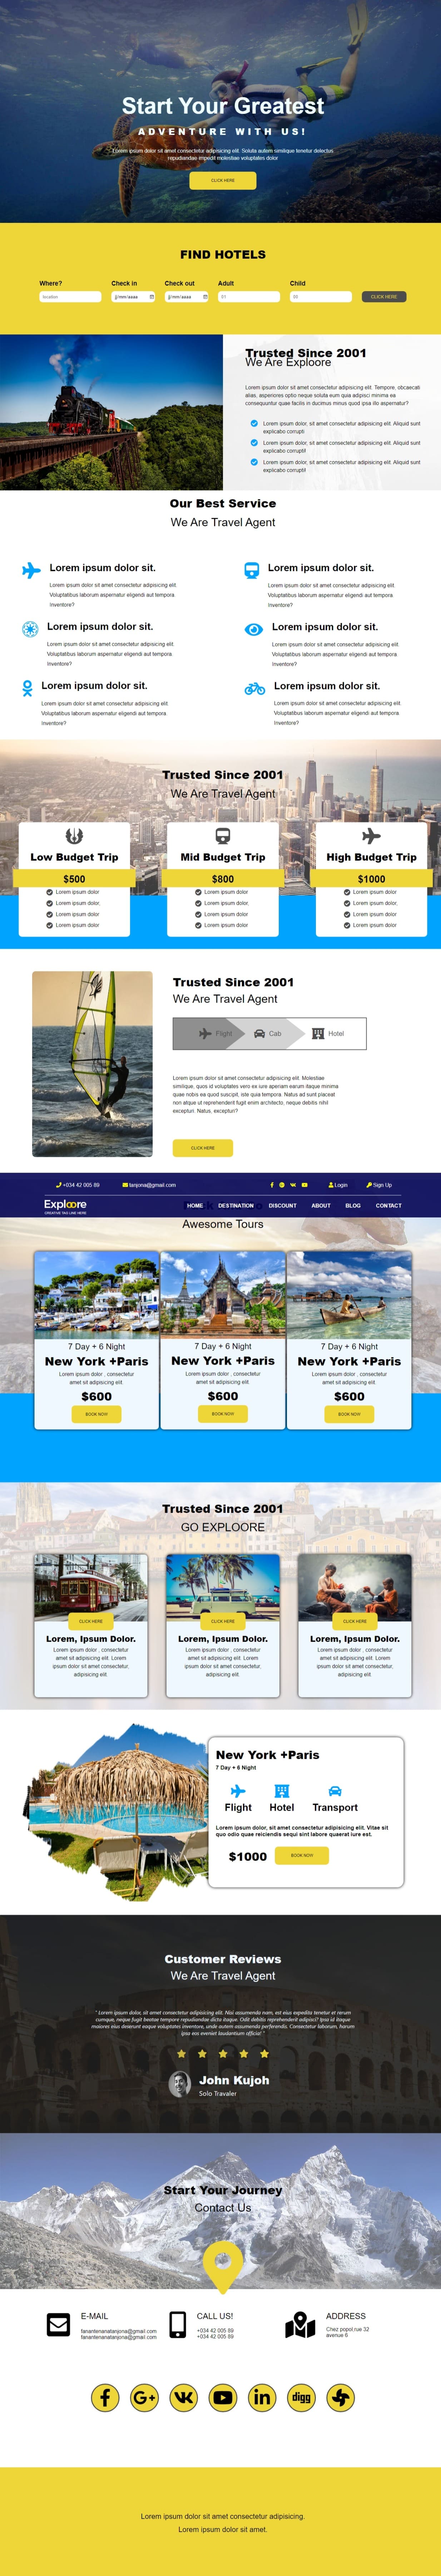 Start Your Greatest
ADVENTURE WITH US!
Lorem ipsum dolor sit amet consectetur adipisicing elit. Soluta autem similique tenetur delectus
repudiandae impedit molestiae voluptates dolor
CLICK HERE
FIND HOTELS
Where? Check in Check out Adult Child
location jj/mm/aaaa jj/mm/aaaa 01 00 CLICK HERE
Trusted Since 2001
We Are Exploore
Lorem ipsum dolor sit amet consectetur adipisicing elit. Tempore, obcaecati
alias, asperiores opto neque soluta eum quia adipsci minima ea
consequuntur quae facilis in ducimus minus quod ipsa illo aspernatur?
Lorem ipsum dolor, sit amet consectetur adipisicing elit. Aliquid sunt
explicabo corrupti
Lorem ipsum dolor, sit amet consectetur adipisicing elit. Aliquid sunt
explicabo corrupti!
Lorem ipsum dolor, sit amet consectetur adipisicing elit. Aliquid sunt
explicabo corrupti!
Our Best Service
We Are Travel Agent
Lorem ipsum dolor sit.
Lorem ipsum dolor sit amet consectetur adipisicing elit.
Voluptatibus laborum aspernatur eligendi aut tempora
Inventore?
Lorem ipsum dolor sit.
Lorem ipsum dolor sit amet consectetur adipisicing elit
Voluptatibus laborum aspernatur eligendi aut tempora
Inventore?
Lorem ipsum dolor sit.
Lorem ipsum dolor sit amet consectetur adipisicing elit.
Voluptatibus laborum aspernatur eligendi aut tempora.
Inventore?
Lorem ipsum dolor sit.
Lorem ipsum dolor sit amet consectetur adipisicing elit
Voluptatibus laborum aspernatur eligendi aut tempora.
Inventore?
Lorem ipsum dolor sit.
Lorem ipsum dolor sit amet consectetur adipisicing elit.
Voluptatibus laborum aspernatur eligendi aut tempora.
Inventore?
Lorem ipsum dolor sit.
Lorem ipsum dolor sit amet consectetur adipisicing elit.
Voluptatibus laborum aspernatur eligendi aut tempora.
Inventore?
Trusted Since 2001
We Are Travel Agent
Low Budget Trip
$500
Lorem ipsum dolor
Lorem ipsum dolor,
Lorem ipsum dolor
Lorem ipsum dolor
Mid Budget Trip
$800
Lorem ipsum dolor
Lorem ipsum dolor,
Lorem ipsum dolor
Lorem ipsum dolor
High Budget Trip
$1000
Lorem ipsum dolor
Lorem ipsum dolor,
Lorem ipsum dolor
Lorem ipsum dolor
Trusted Since 2001
We Are Travel Agent
Flight Cab Hotel
Lorem ipsum dolor sit amet consectetur adipisicing elit. Molestiae
similique, quis id voluptates vero ex iure aperiam earum itaque minima
quae nobis ea quod suscipit, iste quia tempora. Natus ad sunt placeat
non atque ut reprehenderit fugit enim architecto, neque debitis nihil
excepturi. Natus, excepturi?
CLICK HERE
+034 42 005 89 tanjona@gmail.com Login Sign Up
Exploore
CREATIVE TAG LINE HERE
HOME DESTINATION DISCOUNT ABOUT BLOG CONTACT
Awesome Tours
7 Day + 6 Night
New York +Paris
Lorem ipsum dolor , consectetur
amet sit adipisicing elit.
$600
BOOK NOW
7 Day + 6 Night
New York +Paris
Lorem ipsum dolor , consectetur
amet sit adipisicing elit.
$600
BOOK NOW
7 Day + 6 Night
New York +Paris
Lorem ipsum dolor , consectetur
amet sit adipisicing elit
$600
BOOK NOW
Trusted Since 2001
GO EXPLOORE
CLICK HERE
Lorem, Ipsum Dolor.
Lorem ipsum dolor , consectetur
amet sit adipisicing elit. Lorem
ipsum dolor sit amet consectetur,
adipisicing elit.
CLICK HERE
Lorem, Ipsum Dolor.
Lorem ipsum dolor , consectetur,
amet sit adipisicing elit. Lorem
ipsum dolor sit amet consectetur,
adipisicing elit
CLICK HERE
Lorem, Ipsum Dolor.
Lorem ipsum dolor , consectetur
amet sit adipisicing elit. Lorem
ipsum dolor sit amet consectetur,
adipisicing elit
New York +Paris
7 Day + 6 Night
Flight Hotel Transport
Lorem ipsum dolor, sit amet consectetur adipisicing elit. Vitae sit
quo odio quae reiciendis sequi sint labore quaerat iure est.
$1000 BOOK NOW
Customer Reviews
We Are Travel Agent
" Lorem ipsum dolor, sit amet consectetur adipisicing elit. Nisi assumenda nam, est eius expedita tenetur et rerum
cumque, neque fugit beatae tempore repudiandae dicta itaque. Odit debitis reprehenderit adipisci? Ipsa id itaque
maiores eius deserunt eaque voluptates inventore, unde autem assumenda perferendis. Consectetur laborum, harum
ipsa eos eveniet laudantium officia! "
John Kujoh
Solo Travaler
Start Your Journey
Contact Us
E-MAIL
fanantenanatanjona@gmail.com
fanantenanatanjona@gmail.com
CALL US!
+034 42 005 89
+034 42 005 89
ADDRESS
Chez popol,rue 32
avenue 6
digg
Lorem ipsum dolor sit amet consectetur adipisicing.
Lorem ipsum dolor sit amet.